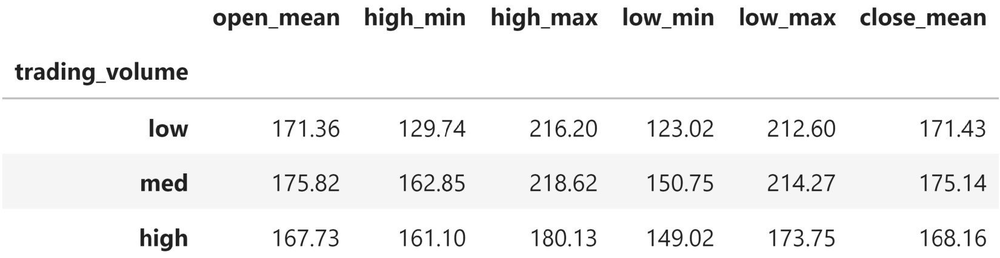 open_mean high_min high_max low_min low_max close_mean
trading_volume
low 171.36 129.74 216.20 123.02 212.60 171.43
med 175.82 162.85 218.62 150.75 214.27 175.14
high 167.73 161.10 180.13 149.02 173.75 168.16